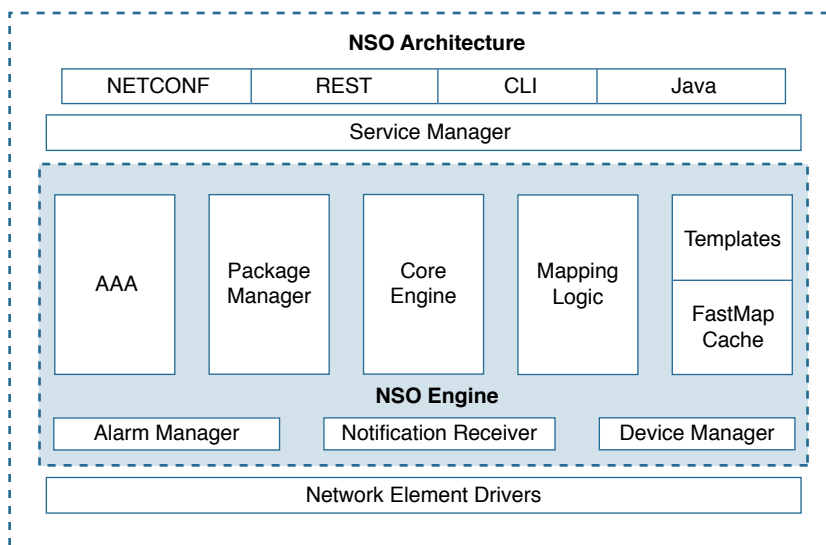 NSO Architecture
NETCONF REST CLI Java
Service Manager
AAA
Package
Manager
Core
Engine
Mapping
Logic
Templates
FastMap
Cache
NSO Engine
Alarm Manager Notification Receiver Device Manager
Network Element Drivers